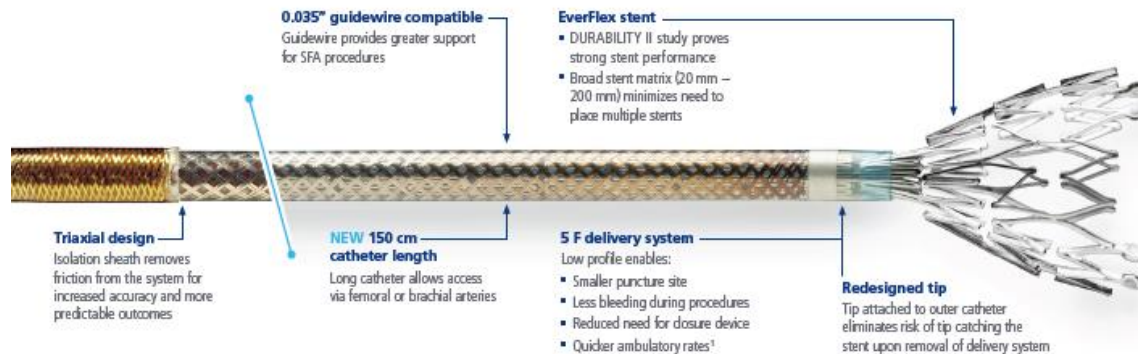 0.035" guidewire compatible
Guidewire provides greater support
for SFA procedures
EverFlex stent
▪ DURABILITY II study proves
strong stent performance
▪ Broad stent matrix (20 mm –
200 mm) minimizes need to
place multiple stents
Triaxial design
Isolation sheath removes
friction from the system for
increased accuracy and more
predictable outcomes
NEW 150 cm
catheter length
Long catheter allows access
via femoral or brachial arteries
5 F delivery system
Low profile enables:
▪ Smaller puncture site
▪ Less bleeding during procedures
▪ Reduced need for closure device
▪ Quicker ambulatory rates¹
Redesigned tip
Tip attached to outer catheter
eliminates risk of tip catching the
stent upon removal of delivery system